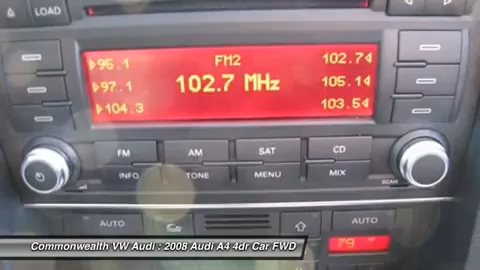 LOAD
FM2
95.1 102.7
97.1 102.7 MHz 105.1
104.3 103.5
FM AM SAT CD
INFO TONE MENU MIX
SCAN
AUTO AUTO
79
Commonwealth VW Audi : 2008 Audi A4 4dr Car FWD